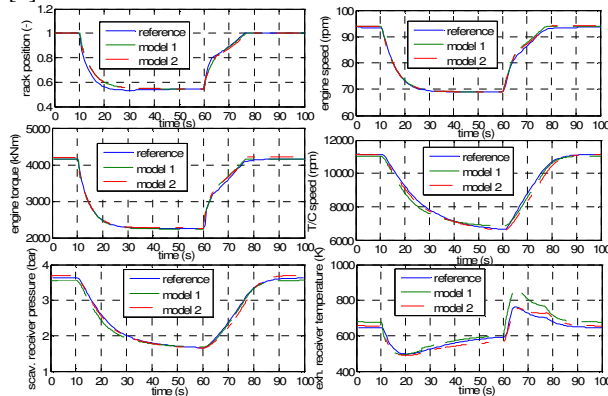 rack position (-)
1.2
1
0.8
0.6
0.4
0 10 20 30 40 50 60 70 80 90 100
time (s)
reference
model 1
model 2
engine speed (rpm)
100
90
80
70
60
0 10 20 30 40 50 60 70 80 90 100
time (s)
reference
model 1
model 2
engine torque (kNm)
5000
4000
3000
2000
0 10 20 30 40 50 60 70 80 90 100
time (s)
reference
model 1
model 2
T/C speed (rpm)
12000
10000
8000
6000
0 10 20 30 40 50 60 70 80 90 100
time (s)
reference
model 1
model 2
scav. receiver pressure (bar)
4
3
2
1
0 10 20 30 40 50 60 70 80 90 100
time (s)
reference
model 1
model 2
exh. receiver temperature (K)
1000
800
600
400
0 10 20 30 40 50 60 70 80 90 100
time (s)
reference
model 1
model 2